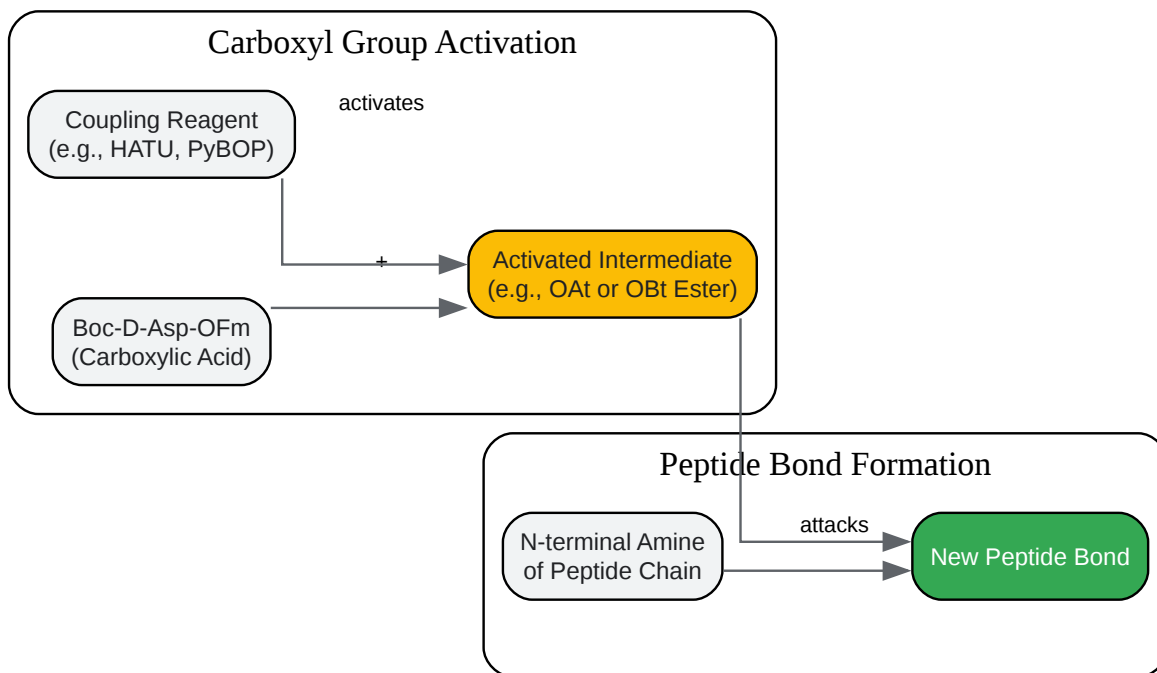 Carboxyl Group Activation
activates
Coupling Reagent
(e.g., HATU, PyBOP)
+
Activated Intermediate
(e.g., OAt or OBt Ester)
Boc-D-Asp-OFm
(Carboxylic Acid)
Peptide Bond Formation
attacks
N-terminal Amine
of Peptide Chain
New Peptide Bond